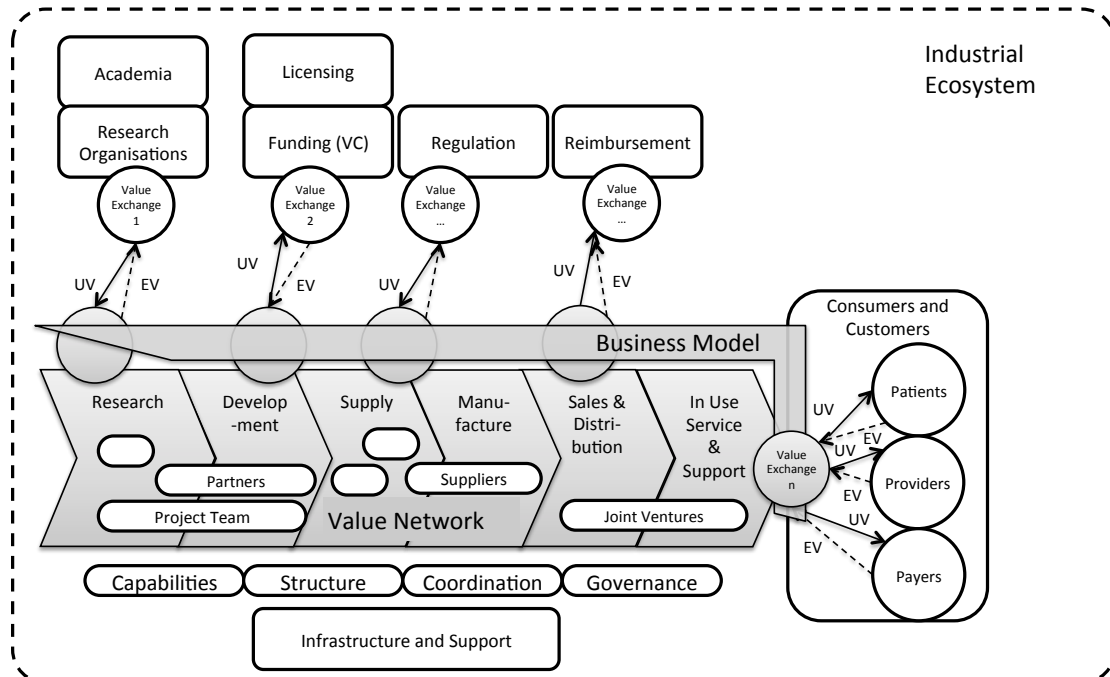 Industrial
Ecosystem
Academia
Licensing
Research
Organisations
Funding (VC)
Regulation
Reimbursement
Value
Exchange
1
Value
Exchange
2
Value
Exchange
...
Value
Exchange
...
UV
EV
UV
EV
UV
EV
UV
EV
Business Model
Consumers and
Customers
Patients
Providers
Payers
UV
EV
UV
EV
UV
EV
Value
Exchange
n
Research
Develop
-ment
Supply
Manu-
facture
Sales &
Distri-
bution
In Use
Service
&
Support
Partners
Suppliers
Project Team
Value Network
Joint Ventures
Capabilities
Structure
Coordination
Governance
Infrastructure and Support